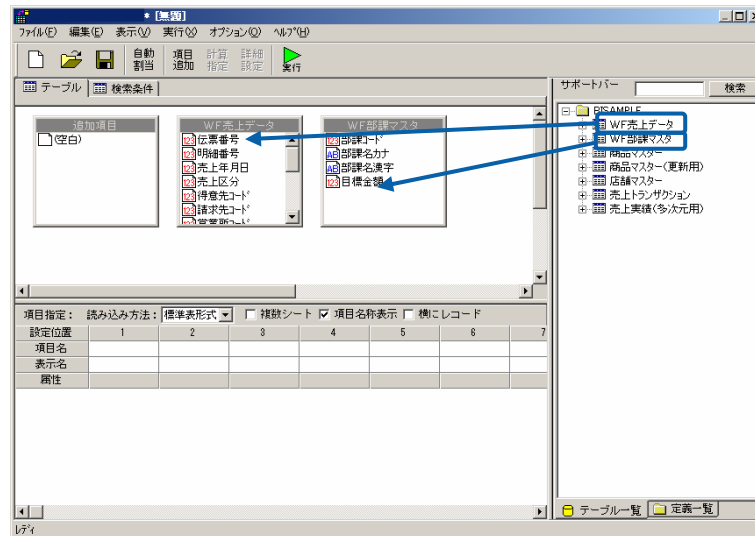 * [無題]
ファイル(F) 編集(E) 表示(V) 実行(X) オプション(O) ヘルプ(H)
自動割当 項目追加 計算指定 詳細設定 実行
テーブル 検索条件
追加項目
(空白)
WF売上データ
伝票番号
明細番号
売上年月日
売上区分
得意先コード
請求先コード
営業所コード
WF部課マスタ
部課コード
部課名カナ
部課名漢字
目標金額
項目指定: 読み込み方法: 標準表形式 複数シート 項目名称表示 横にレコード
設定位置 1 2 3 4 5 6 7
項目名
表示名
属性
レディ
サポートバー 検索
BISAMPLE
WF売上データ
WF部課マスタ
商品マスター
商品マスター(更新用)
店舗マスター
売上トランザクション
売上実績(多次元用)
テーブル一覧 定義一覧